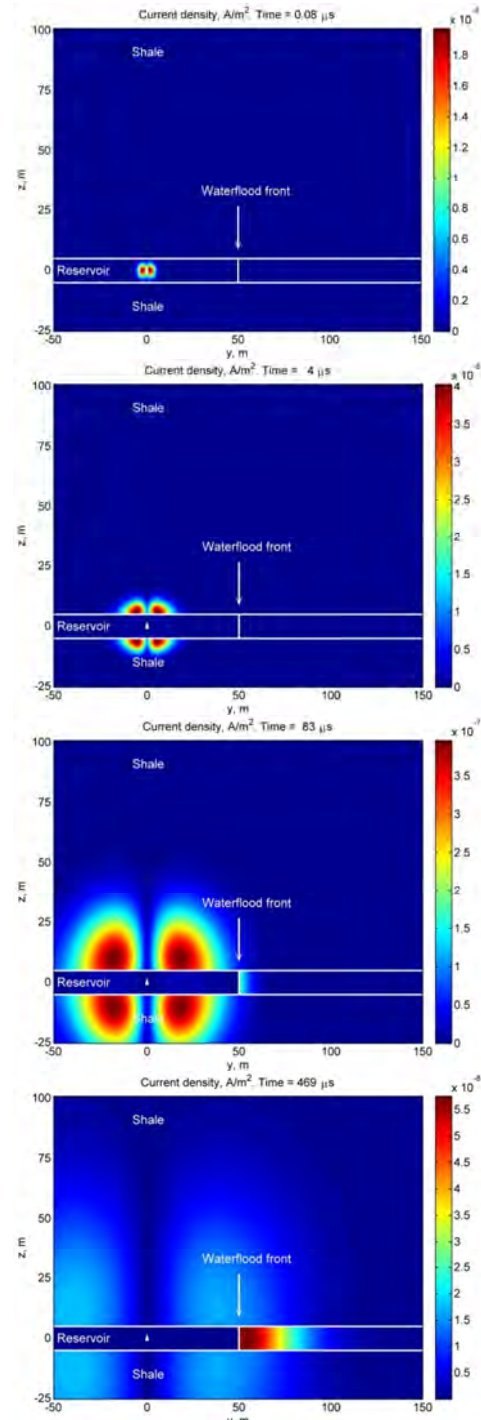 Current density, A/m². Time = 0.08 μs
x 10
100
Shale
1.8
1.6
75
1.4
1.2
z, m
50
1
Waterflood front
0.8
25
0.6
0.4
0
Reservoir
0.2
Shale
-25
0
-50
0
50
100
150
y, m
Current density, A/m². Time = 4 μs
x 10
100
Shale
4
3.5
75
3
2.5
z, m
50
2
Waterflood front
1.5
25
1
0
Reservoir
0.5
Shale
-25
0
-50
0
50
100
150
y, m
Current density, A/m². Time = 83 μs
x 10⁻⁷
100
Shale
3.5
75
3
2.5
z, m
50
2
Waterflood front
1.5
25
1
0
Reservoir
0.5
Shale
-25
0
-50
0
50
100
150
y, m
Current density, A/m². Time = 469 μs
x 10⁻⁸
100
Shale
5.5
5
75
4.5
4
3.5
z, m
50
3
Waterflood front
2.5
25
2
1.5
0
Reservoir
1
Shale
0.5
-25
-50
0
50
100
150
y, m